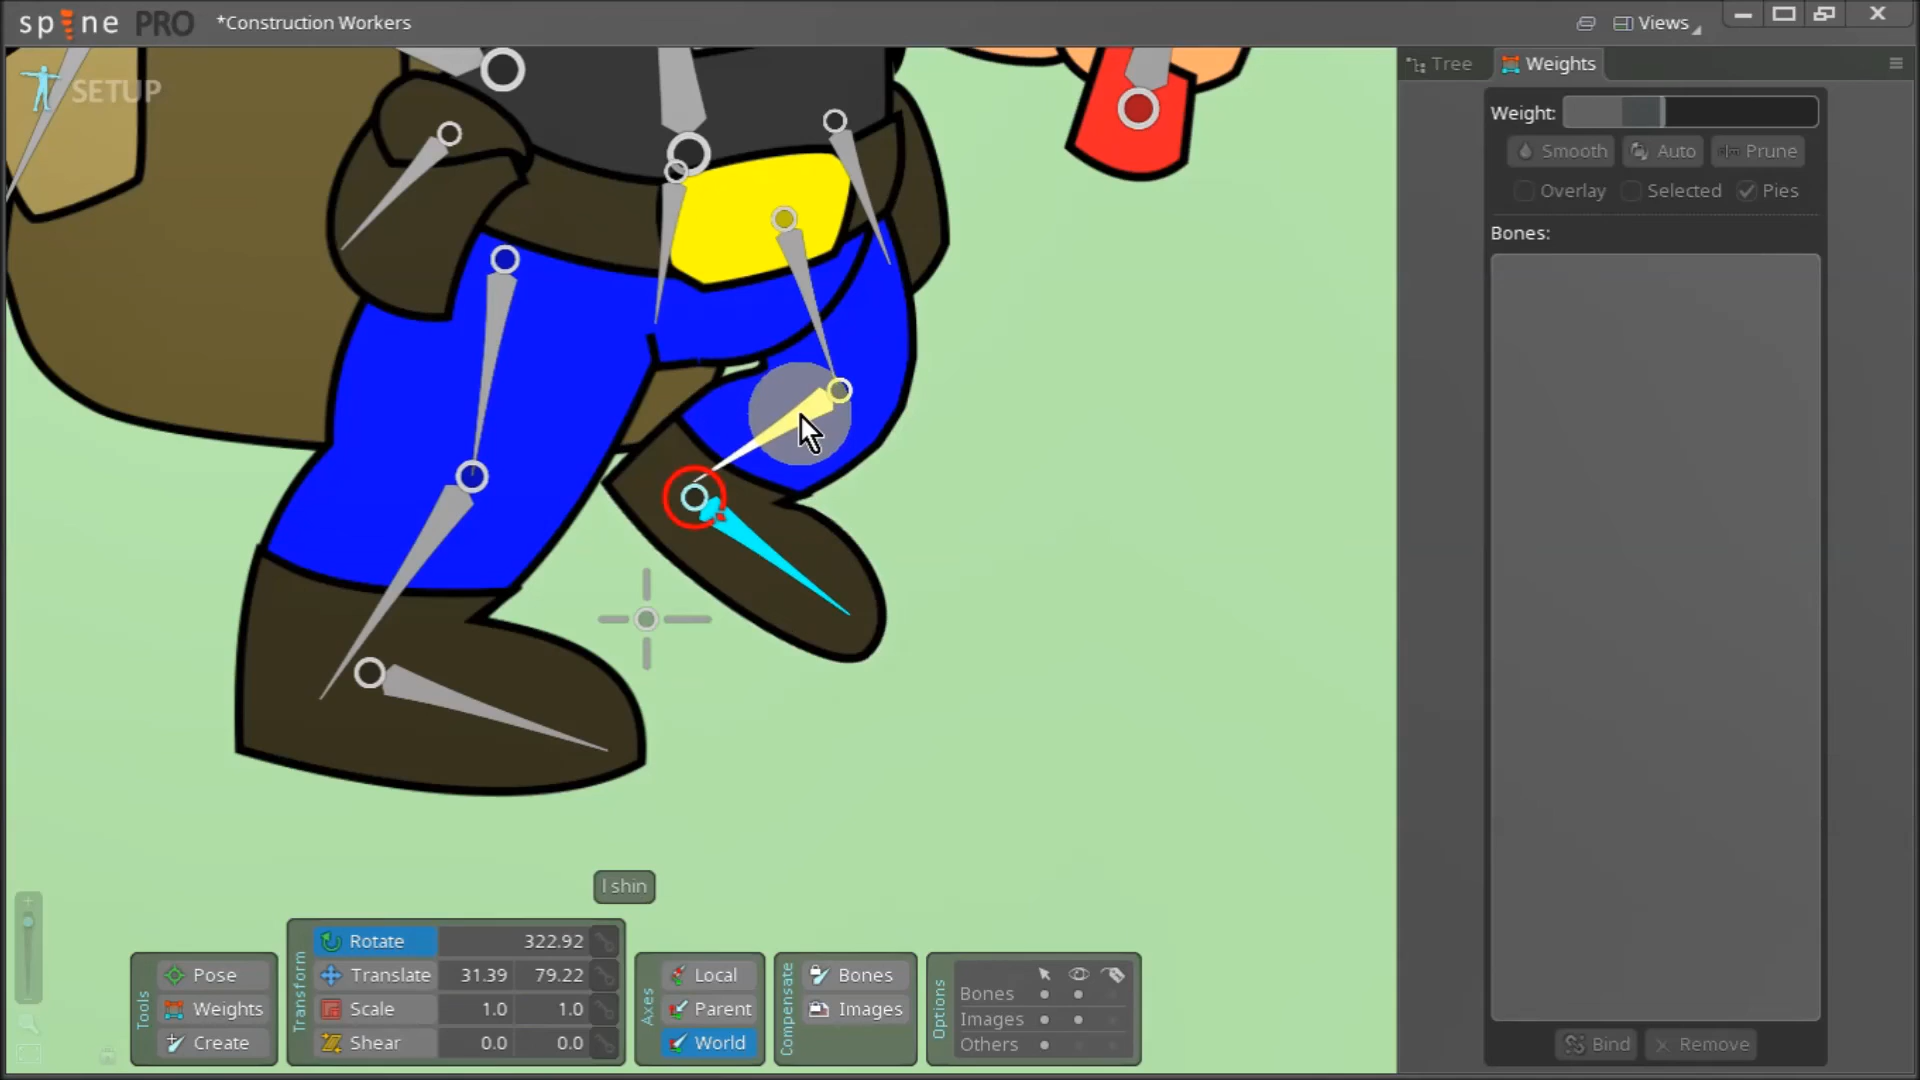 spine PRO *Construction Workers
Views
SETUP
Tree
Weights
Weight:
Smooth Auto Prune
Overlay Selected Pies
Bones:
l shin
Tools
Pose
Weights
Create
Transform
Rotate 322.92
Translate 31.39 79.22
Scale 1.0 1.0
Shear 0.0 0.0
Axes
Local
Parent
World
Compensate
Bones
Images
Options
Bones
Images
Others
Bind Remove